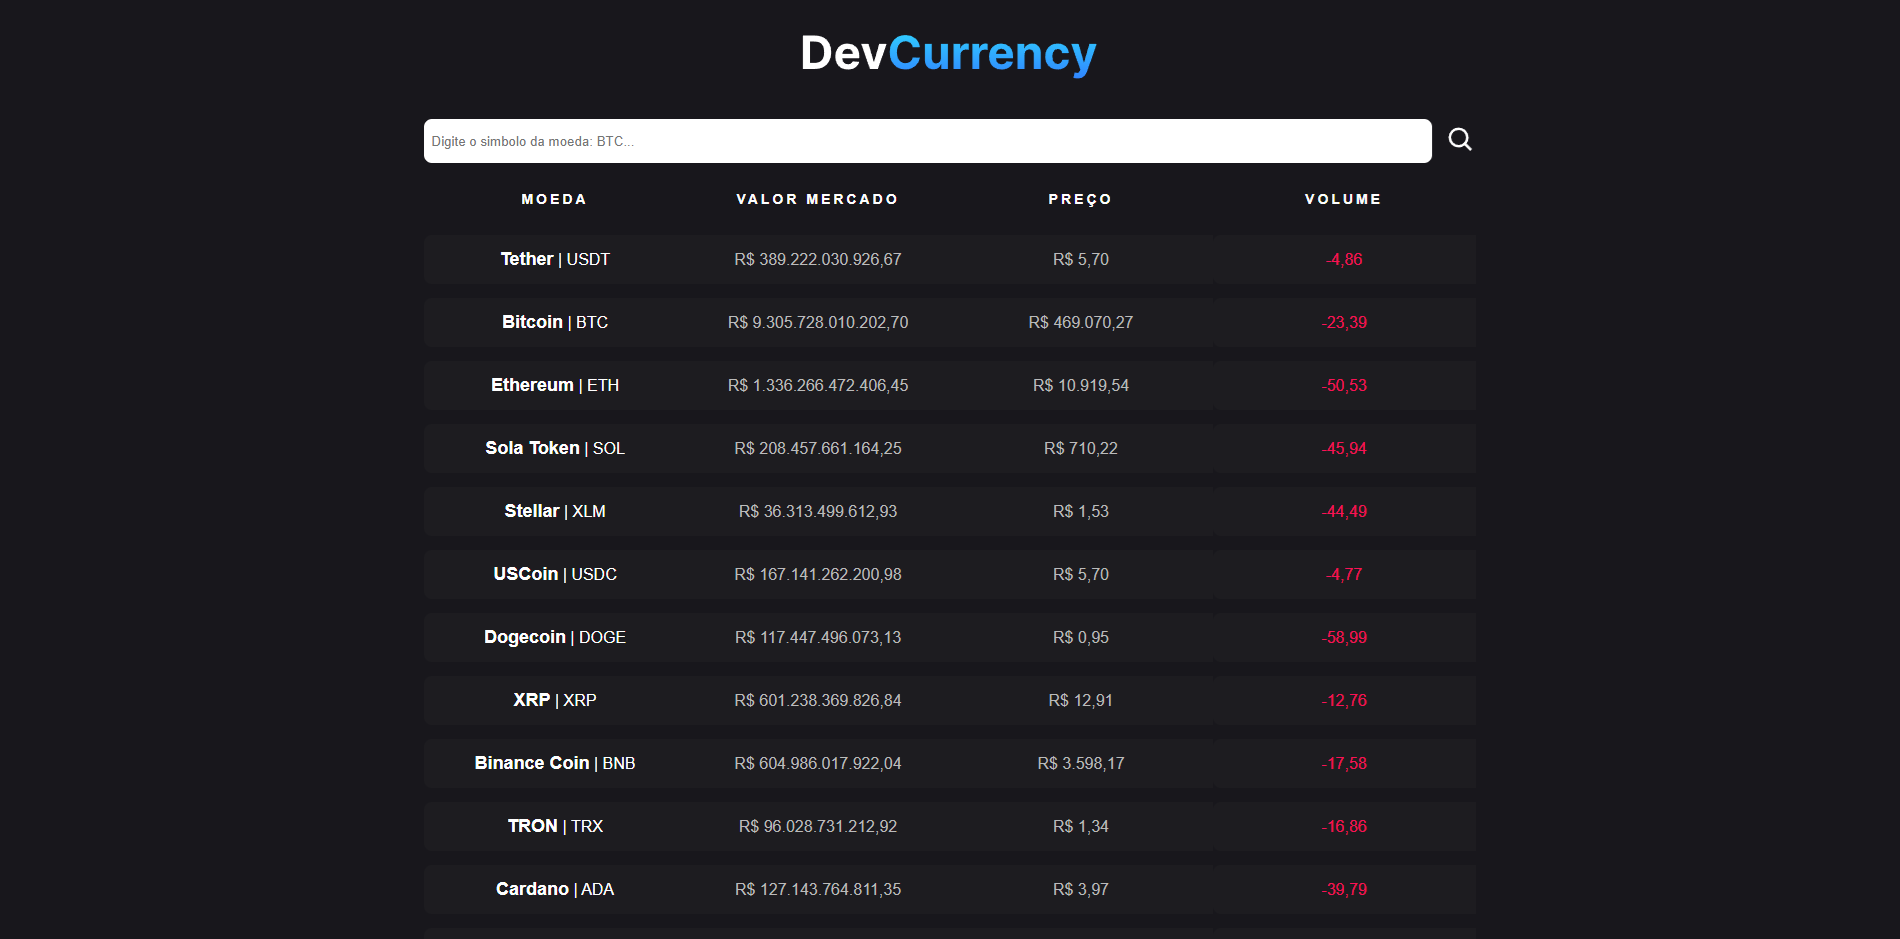 DevCurrency
Digite o simbolo da moeda: BTC...
MOEDA VALOR MERCADO PREÇO VOLUME
Tether | USDT R$ 389.222.030.926,67 R$ 5,70 -4,86
Bitcoin | BTC R$ 9.305.728.010.202,70 R$ 469.070,27 -23,39
Ethereum | ETH R$ 1.336.266.472.406,45 R$ 10.919,54 -50,53
Sola Token | SOL R$ 208.457.661.164,25 R$ 710,22 -45,94
Stellar | XLM R$ 36.313.499.612,93 R$ 1,53 -44,49
USCoin | USDC R$ 167.141.262.200,98 R$ 5,70 -4,77
Dogecoin | DOGE R$ 117.447.496.073,13 R$ 0,95 -58,99
XRP | XRP R$ 601.238.369.826,84 R$ 12,91 -12,76
Binance Coin | BNB R$ 604.986.017.922,04 R$ 3.598,17 -17,58
TRON | TRX R$ 96.028.731.212,92 R$ 1,34 -16,86
Cardano | ADA R$ 127.143.764.811,35 R$ 3,97 -39,79